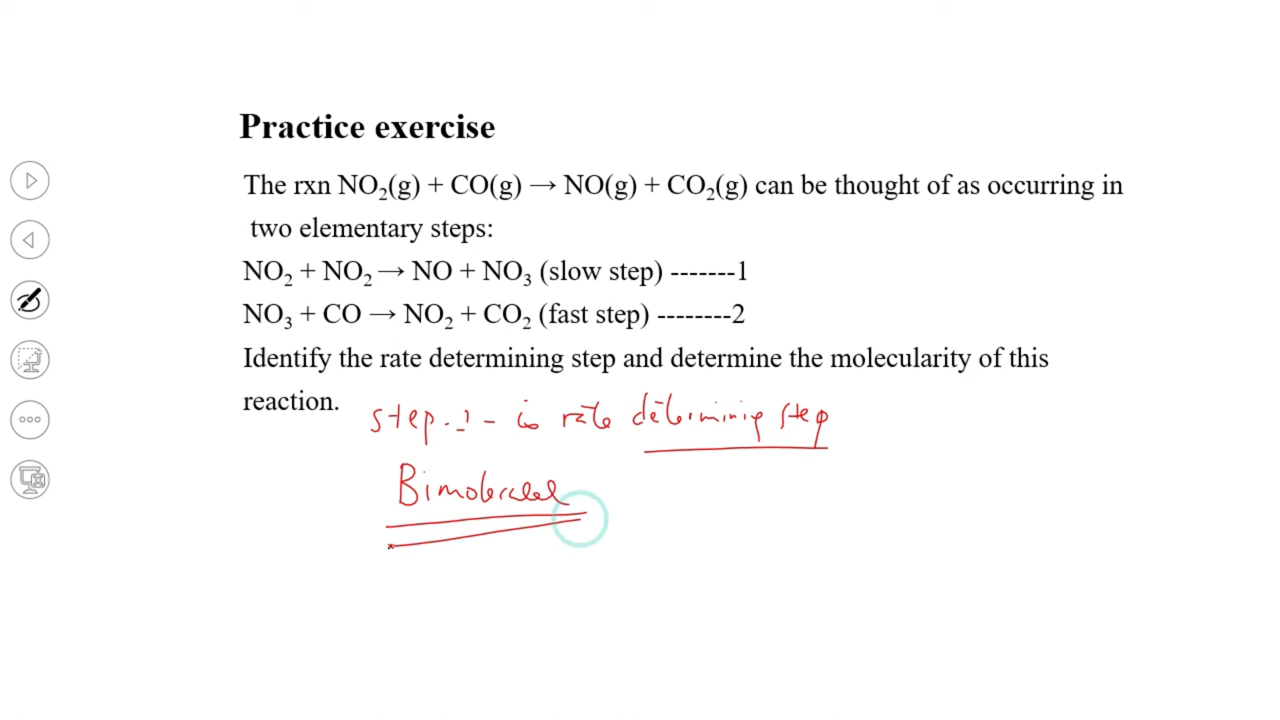 Practice exercise
The rxn NO₂(g) + CO(g) → NO(g) + CO₂(g) can be thought of as occurring in
two elementary steps:
NO₂ + NO₂ → NO + NO₃ (slow step) -------1
NO₃ + CO → NO₂ + CO₂ (fast step) --------2
Identify the rate determining step and determine the molecularity of this
reaction.
step. 1 - is rate determining step